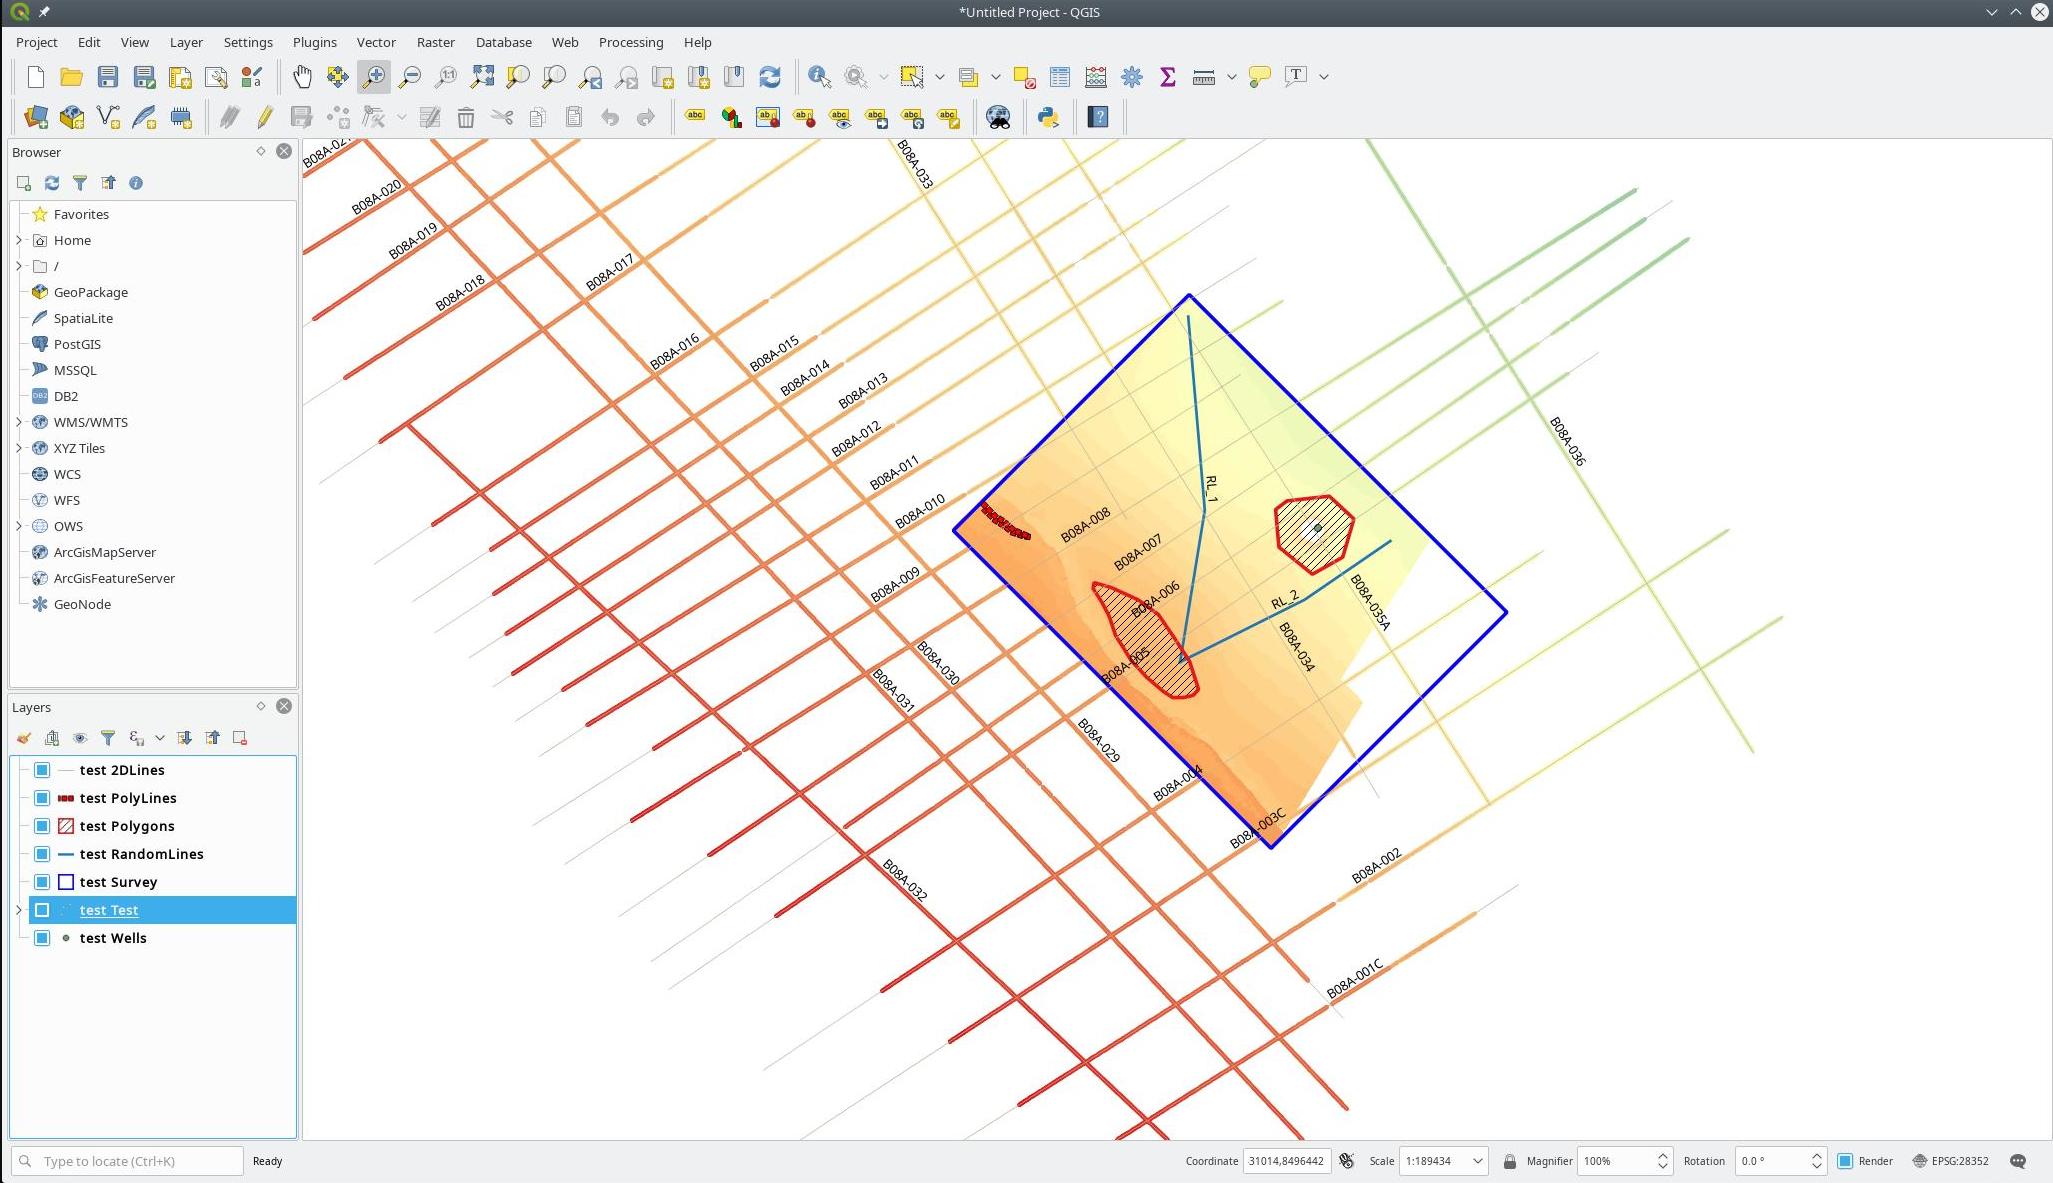 *Untitled Project - QGIS
Project Edit View Layer Settings Plugins Vector Raster Database Web Processing Help
Browser
Favorites
Home
/
GeoPackage
SpatiaLite
PostGIS
MSSQL
DB2
WMS/WMTS
XYZ Tiles
WCS
WFS
OWS
ArcGisMapServer
ArcGisFeatureServer
GeoNode
Layers
test 2DLines
test PolyLines
test Polygons
test RandomLines
test Survey
test Test
test Wells
B08A-020
B08A-019
B08A-018
B08A-017
B08A-016
B08A-015
B08A-014
B08A-013
B08A-012
B08A-011
B08A-010
B08A-009
B08A-033
B08A-036
B08A-008
B08A-007
B08A-006
B08A-005
RL_1
RL_2
B08A-035A
B08A-034
B08A-030
B08A-031
B08A-029
B08A-004
B08A-003C
B08A-002
B08A-032
B08A-001C
Type to locate (Ctrl+K) Ready Coordinate 31014,8496442 Scale 1:189434 Magnifier 100% Rotation 0.0 ° Render EPSG:28352